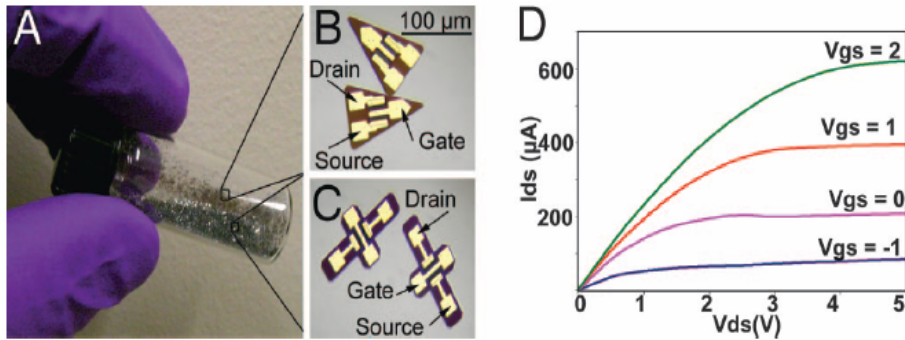 A
B
100 µm
Drain
Gate
Source
C
Drain
Gate
Source
D
Ids (µA)
600
400
200
0
Vgs = 2
Vgs = 1
Vgs = 0
Vgs = -1
0 1 2 3 4 5
Vds(V)